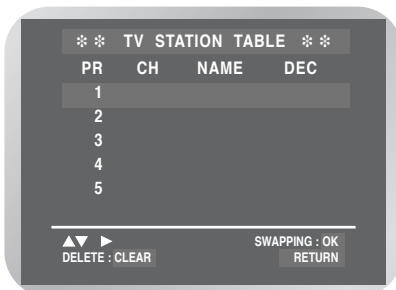 ❇❇ TV STATION TABLE ❇❇
PR CH NAME DEC
1
2
3
4
5
▲▼ ▶ SWAPPING : OK
DELETE : CLEAR RETURN